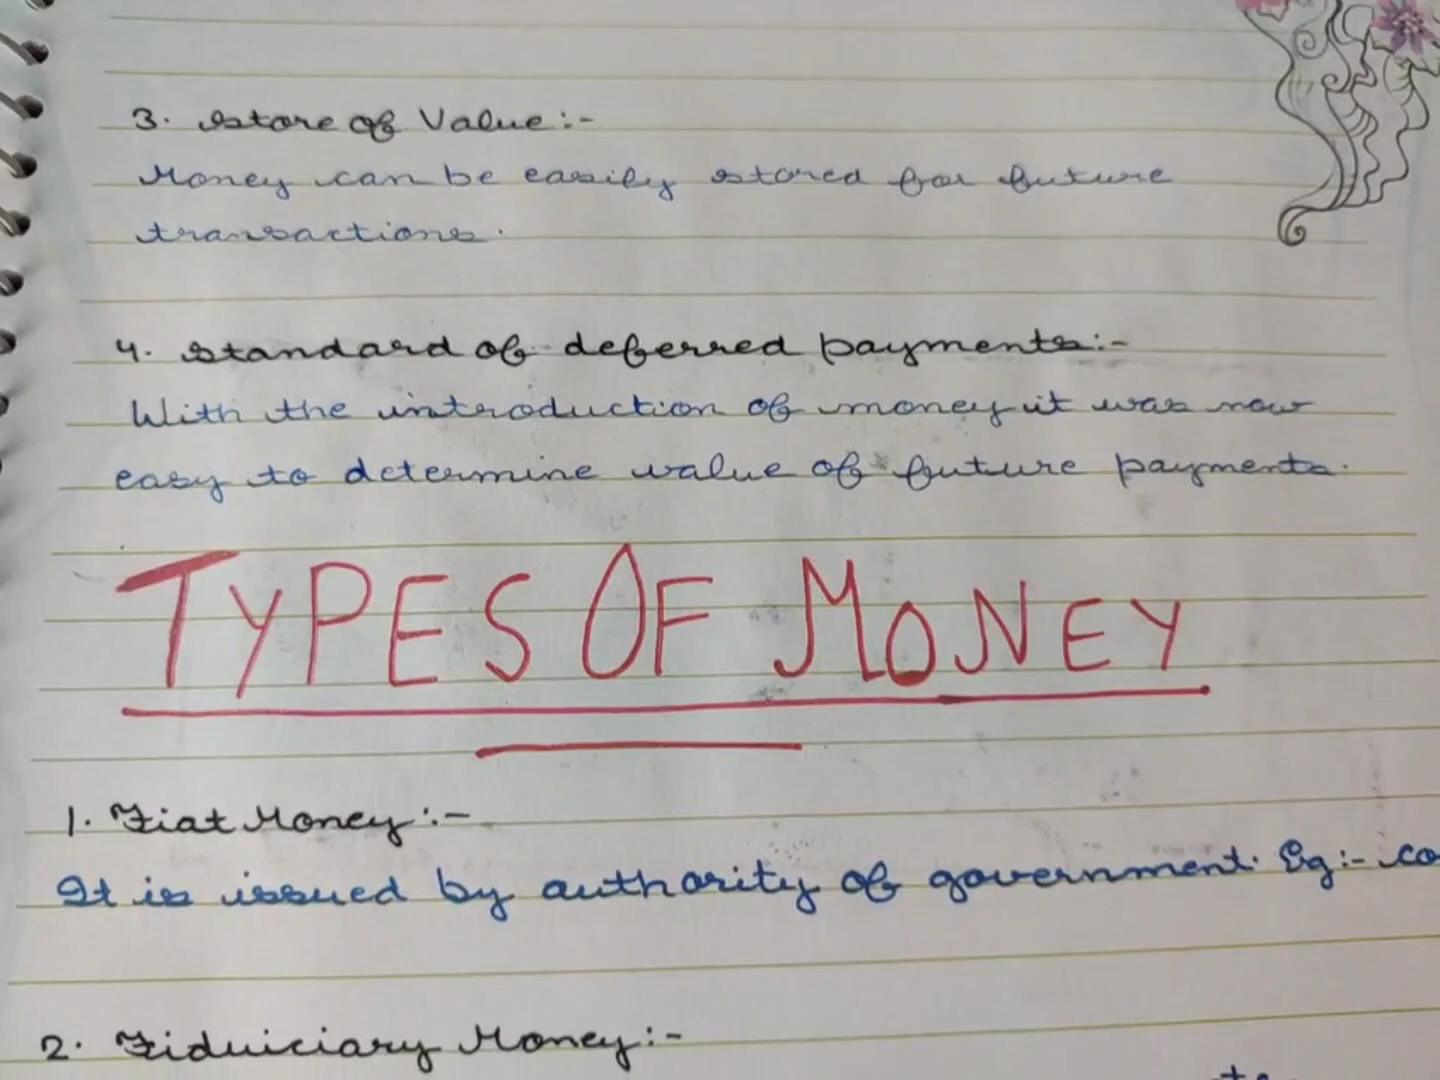 3. Store of Value:-
Money can be easily stored for future
transactions.
4. Standard of deferred payments:-
With the introduction of money it was now
easy to determine value of future payments.
TYPES OF MONEY
1. Fiat Money:-
It is issued by authority of government. Eg:- co
2. Fiduiciary Money:-